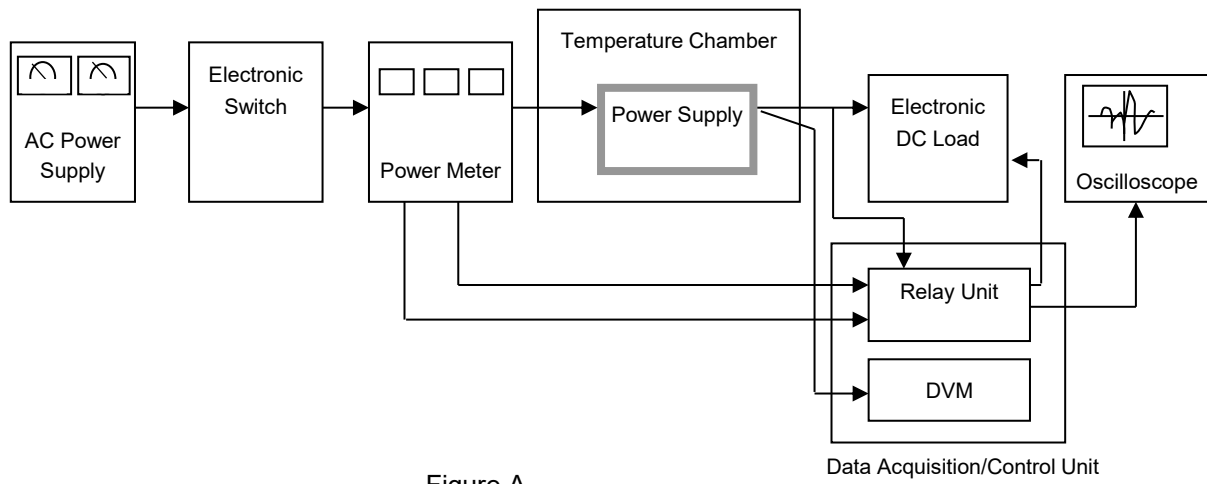 Temperature Chamber
Electronic
Switch
Power Supply
Electronic
DC Load
AC Power
Supply
Power Meter
Oscilloscope
Relay Unit
DVM
Data Acquisition/Control Unit
Figure A